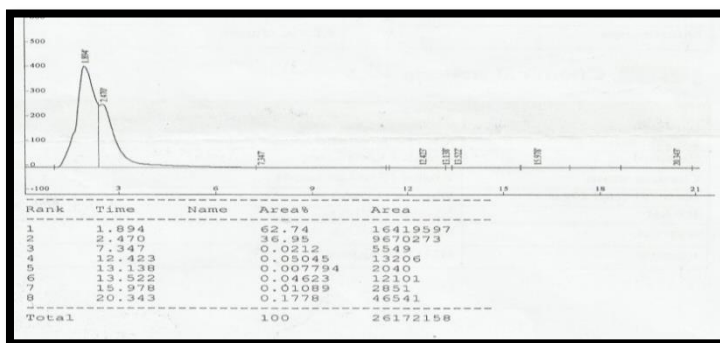 -500
-400
-300
-200
-100
-0
-100
1.894
2.470
7.347
12.423
13.138
13.522
15.978
20.343
3 6 9 12 15 18 21
Rank Time Name Area% Area
1 1.894 62.74 16419597
2 2.470 36.95 9670273
3 7.347 0.0212 5549
4 12.423 0.05045 13206
5 13.138 0.007794 2040
6 13.522 0.04623 12101
7 15.978 0.01089 2851
8 20.343 0.1778 46541
Total 100 26172158